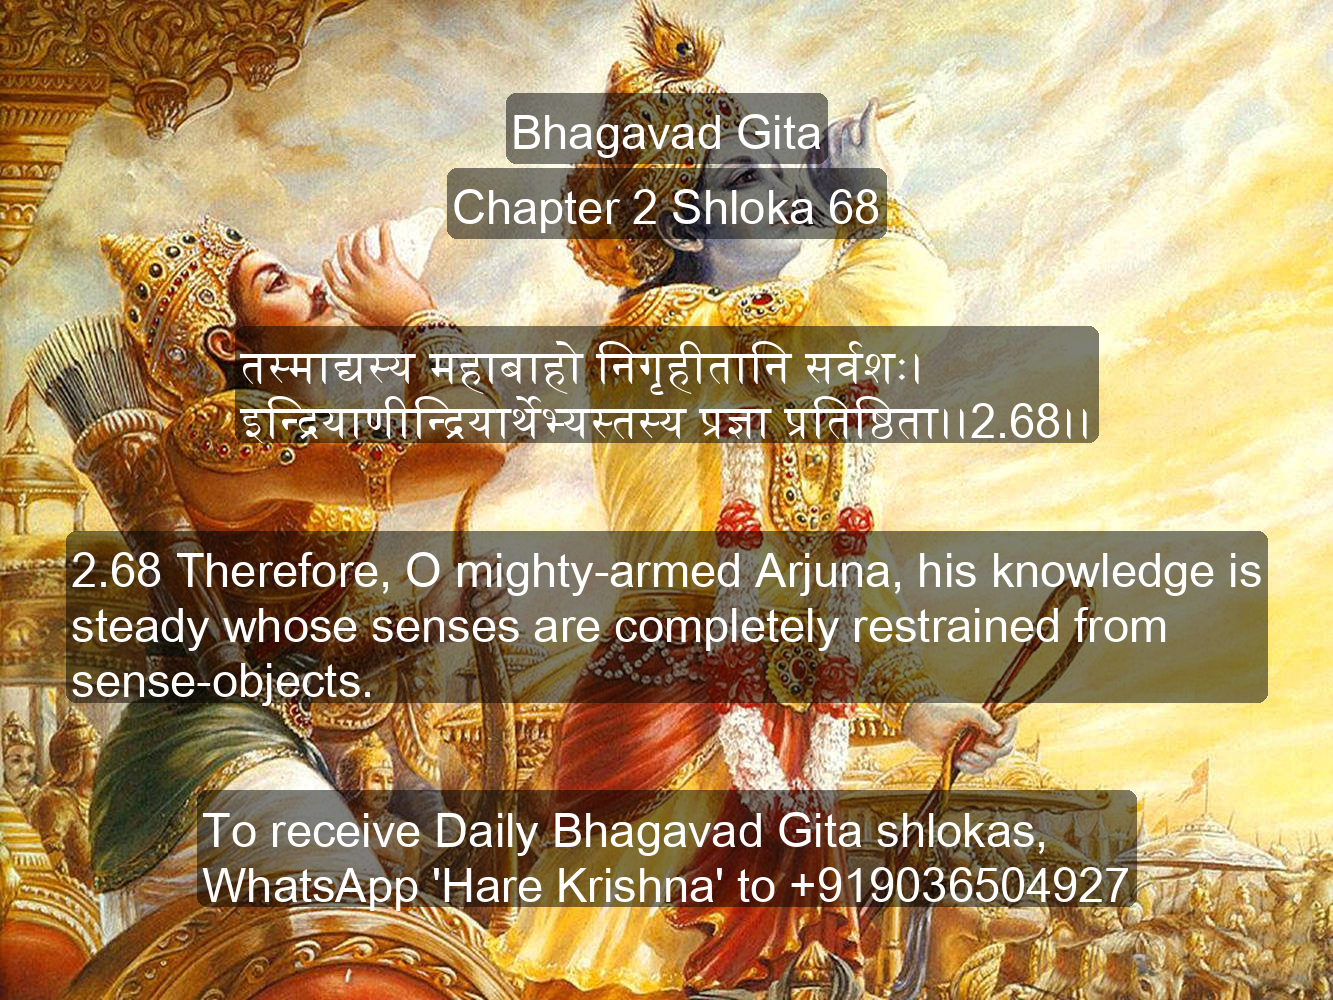 Bhagavad Gita
Chapter 2 Shloka 68
तस्माद्यस्य महाबाहो निगृहीतानि सर्वशः।
इन्द्रियाणीन्द्रियार्थेभ्यस्तस्य प्रज्ञा प्रतिष्ठिता।।2.68।।
2.68 Therefore, O mighty-armed Arjuna, his knowledge is
steady whose senses are completely restrained from
sense-objects.
To receive Daily Bhagavad Gita shlokas,
WhatsApp 'Hare Krishna' to +919036504927